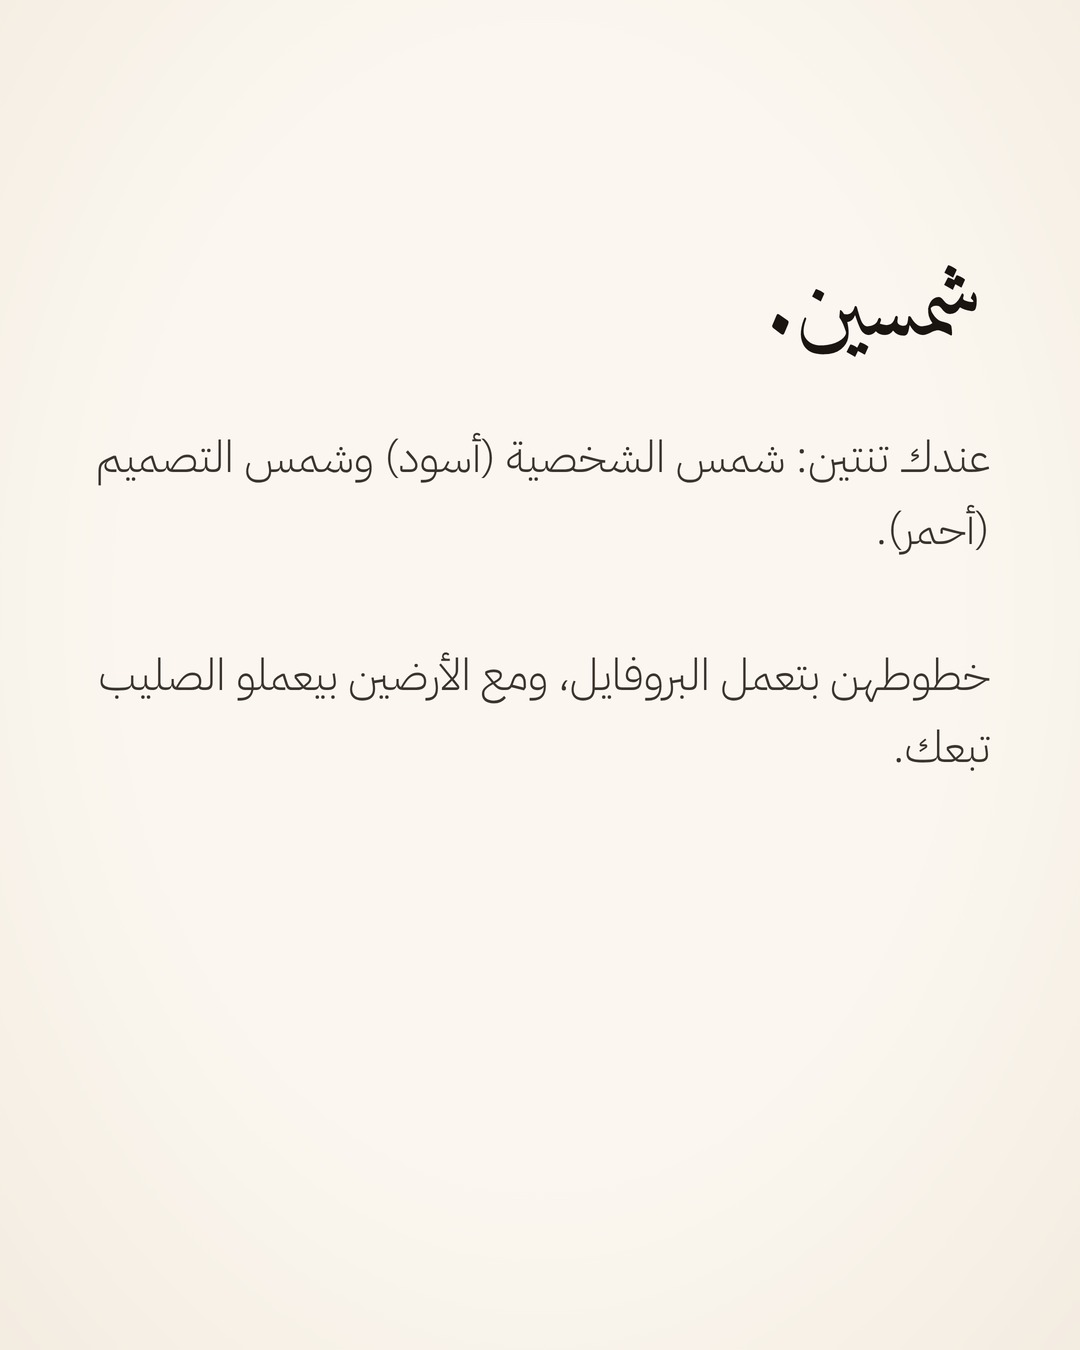 شمسين.
عندك تنتين: شمس الشخصية (أسود) وشمس التصميم
(أحمر).
خطوطهن بتعمل البروفايل، ومع الأرضين بيعملو الصليب
تبعك.